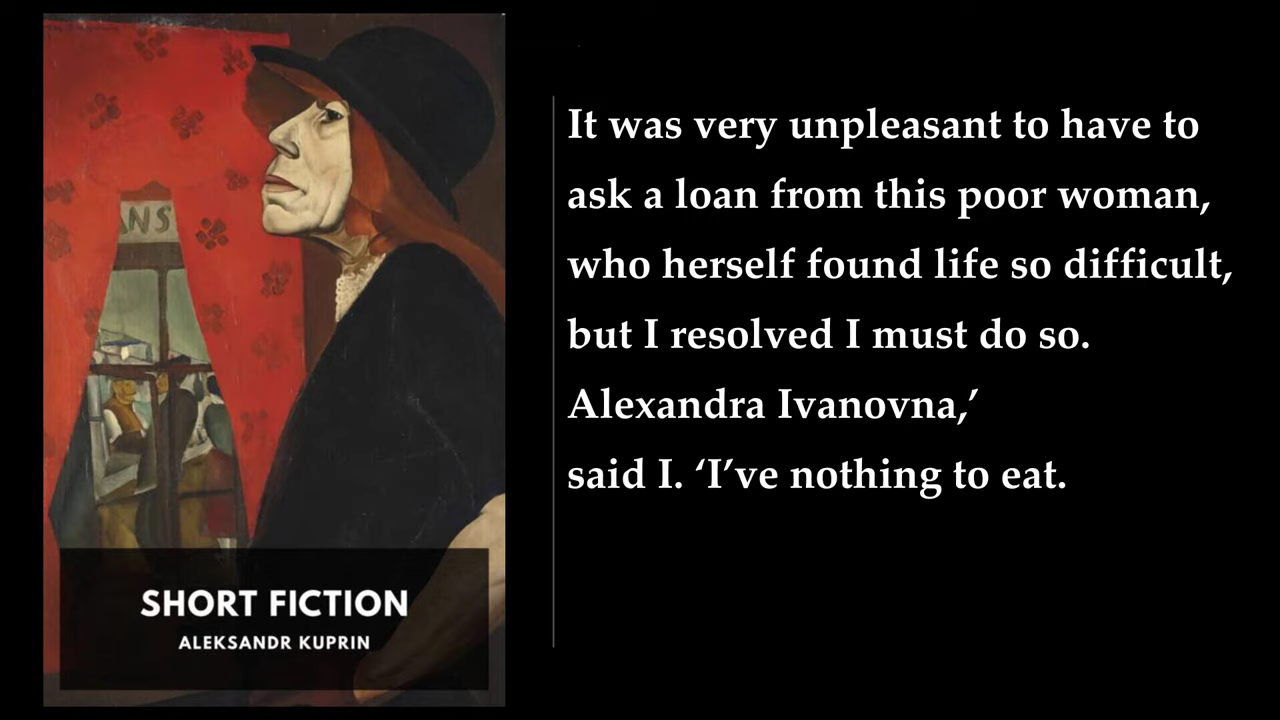 ANS
SHORT FICTION
ALEKSANDR KUPRIN
It was very unpleasant to have to
ask a loan from this poor woman,
who herself found life so difficult,
but I resolved I must do so.
Alexandra Ivanovna,’
said I. ‘I’ve nothing to eat.